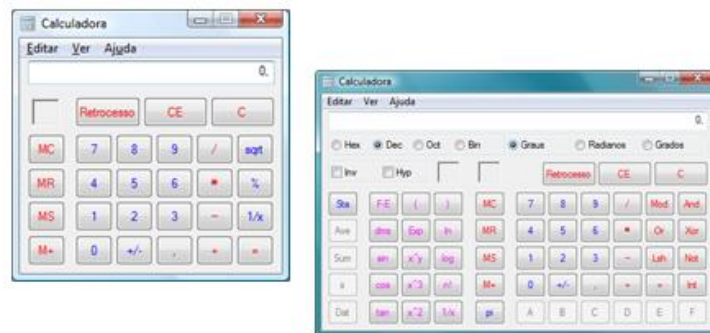 Calculadora
Editar Ver Ajuda
0.
Retrocesso CE C
MC 7 8 9 / sqrt
MR 4 5 6 * %
MS 1 2 3 - 1/x
M+ 0 +/- , + =
Calculadora
Editar Ver Ajuda
0.
Hex Dec Oct Bin Graus Radianos Grados
Inv Hyp Retrocesso CE C
Sta F-E ( ) MC 7 8 9 / Mod And
Ave dms Exp ln MR 4 5 6 * Or Xor
Sum sin x^y log MS 1 2 3 - Lsh Not
s cos x^3 n! M+ 0 +/- , + = Int
Dat tan x^2 1/x pi A B C D E F